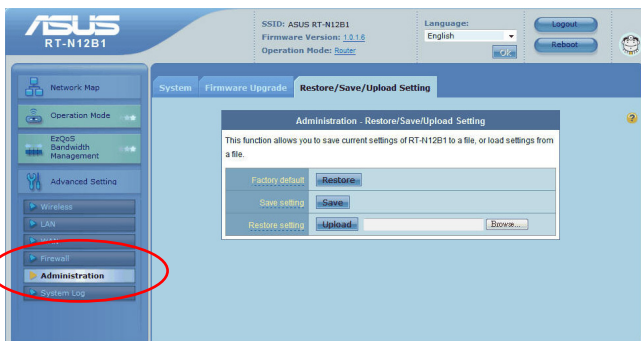 ASUS
RT-N12B1
SSID: ASUS RT-N12B1
Firmware Version: 1.0.1.6
Operation Mode: Router
Language:
English
Ok
Logout
Reboot
Network Map
Operation Mode
EzQoS
Bandwidth
Management
Advanced Setting
Wireless
LAN
WAN
Firewall
Administration
System Log
System
Firmware Upgrade
Restore/Save/Upload Setting
Administration - Restore/Save/Upload Setting
This function allows you to save current settings of RT-N12B1 to a file, or load settings from
a file.
Factory default
Restore
Save setting
Save
Restore setting
Upload
Browse...
?